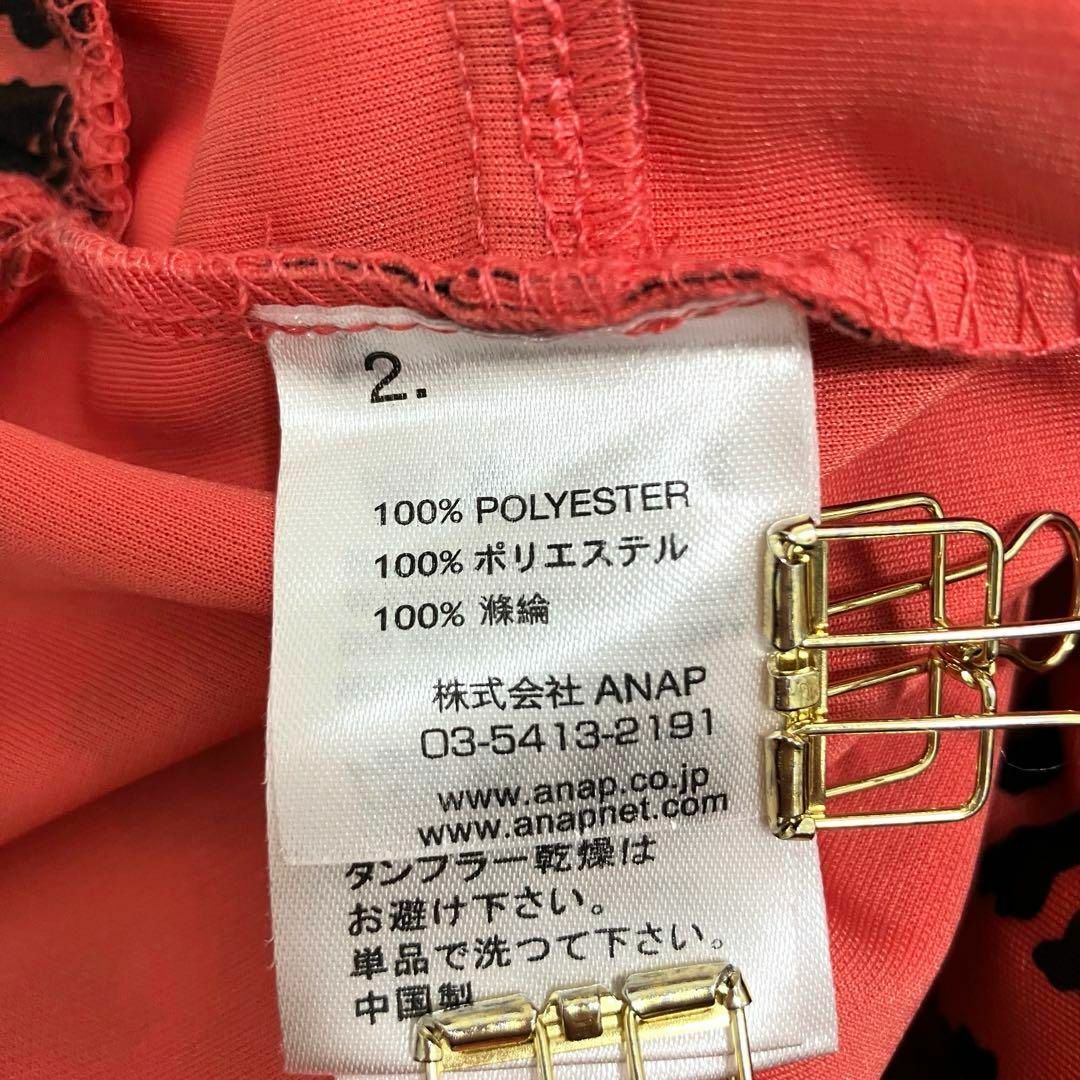 2.
100% POLYESTER
100% ポリエステル
100% 滌綸
株式会社 ANAP
03-5413-2191
www.anap.co.jp
www.anapnet.com
タンブラー乾燥は
お避け下さい。
単品で洗つて下さい。
中国製